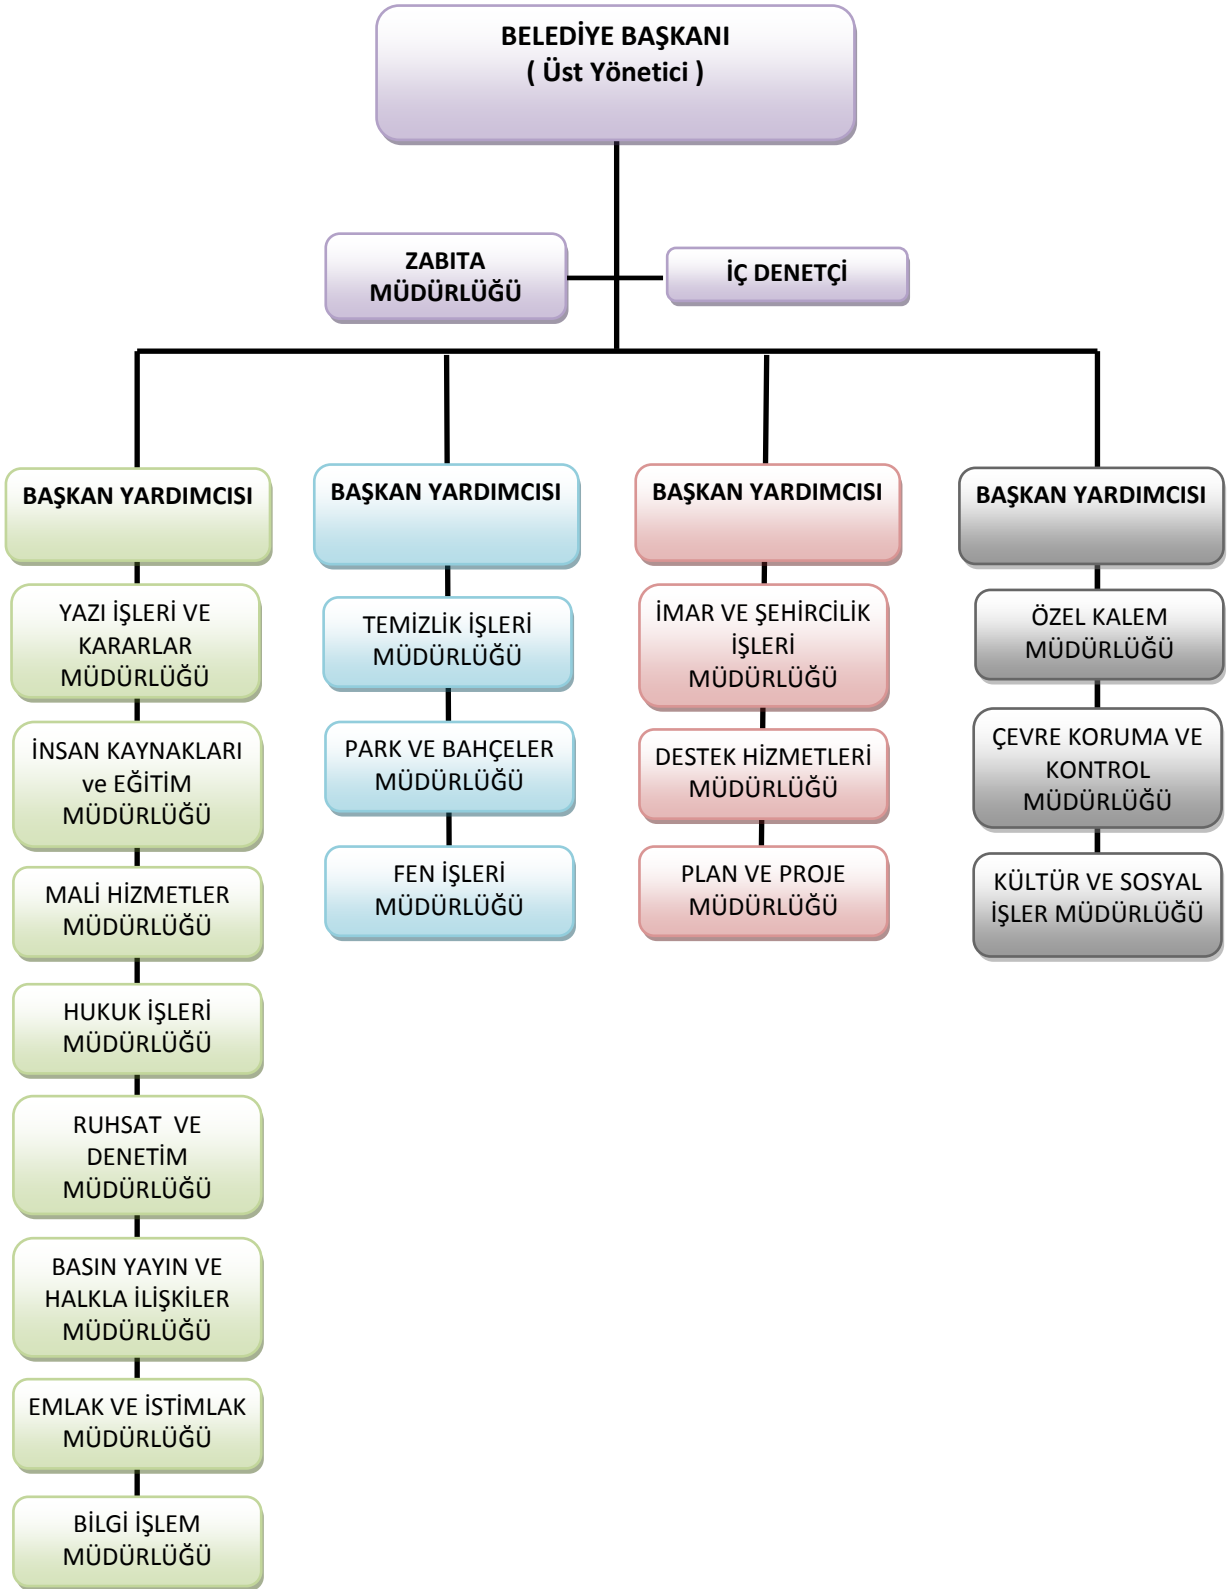 BELEDİYE BAŞKANI
( Üst Yönetici )
ZABITA
MÜDÜRLÜĞÜ
İÇ DENETÇİ
BAŞKAN YARDIMCISI
YAZI İŞLERİ VE
KARARLAR
MÜDÜRLÜĞÜ
İNSAN KAYNAKLARI
ve EĞİTİM
MÜDÜRLÜĞÜ
MALİ HİZMETLER
MÜDÜRLÜĞÜ
HUKUK İŞLERİ
MÜDÜRLÜĞÜ
RUHSAT  VE
DENETİM
MÜDÜRLÜĞÜ
BASIN YAYIN VE
HALKLA İLİŞKİLER
MÜDÜRLÜĞÜ
EMLAK VE İSTİMLAK
MÜDÜRLÜĞÜ
BİLGİ İŞLEM
MÜDÜRLÜĞÜ
BAŞKAN YARDIMCISI
TEMİZLİK İŞLERİ
MÜDÜRLÜĞÜ
PARK VE BAHÇELER
MÜDÜRLÜĞÜ
FEN İŞLERİ
MÜDÜRLÜĞÜ
BAŞKAN YARDIMCISI
İMAR VE ŞEHİRCİLİK
İŞLERİ
MÜDÜRLÜĞÜ
DESTEK HİZMETLERİ
MÜDÜRLÜĞÜ
PLAN VE PROJE
MÜDÜRLÜĞÜ
BAŞKAN YARDIMCISI
ÖZEL KALEM
MÜDÜRLÜĞÜ
ÇEVRE KORUMA VE
KONTROL
MÜDÜRLÜĞÜ
KÜLTÜR VE SOSYAL
İŞLER MÜDÜRLÜĞÜ